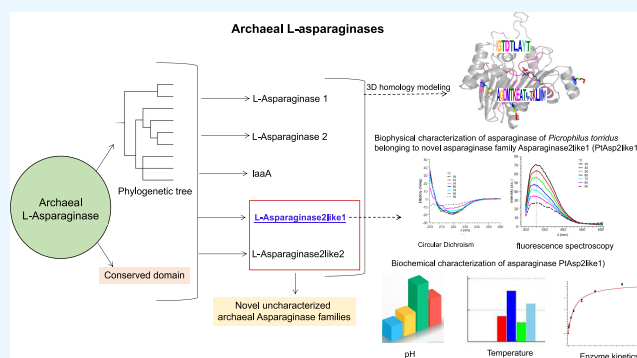 Archaeal L-asparaginases
GTDTLAYT
3D homology modeling
L-Asparaginase 1
L-Asparaginase 2
Phylogenetic tree
IaaA
Archaeal
L-Asparaginase
L-Asparaginase2like1
L-Asparaginase2like2
Conserved domain
Novel uncharacterized
archaeal Asparaginase
families
Biophysical characterization of asparaginase of Picrophilus torridus
belonging to novel asparaginase family Asparaginase2like1 (PtAsp2like1)
Circular Dichroism
fluorescence spectroscopy
Biochemical characterization of asparaginase PtAsp2like1)
pH
Temperature
Enzyme kinetics